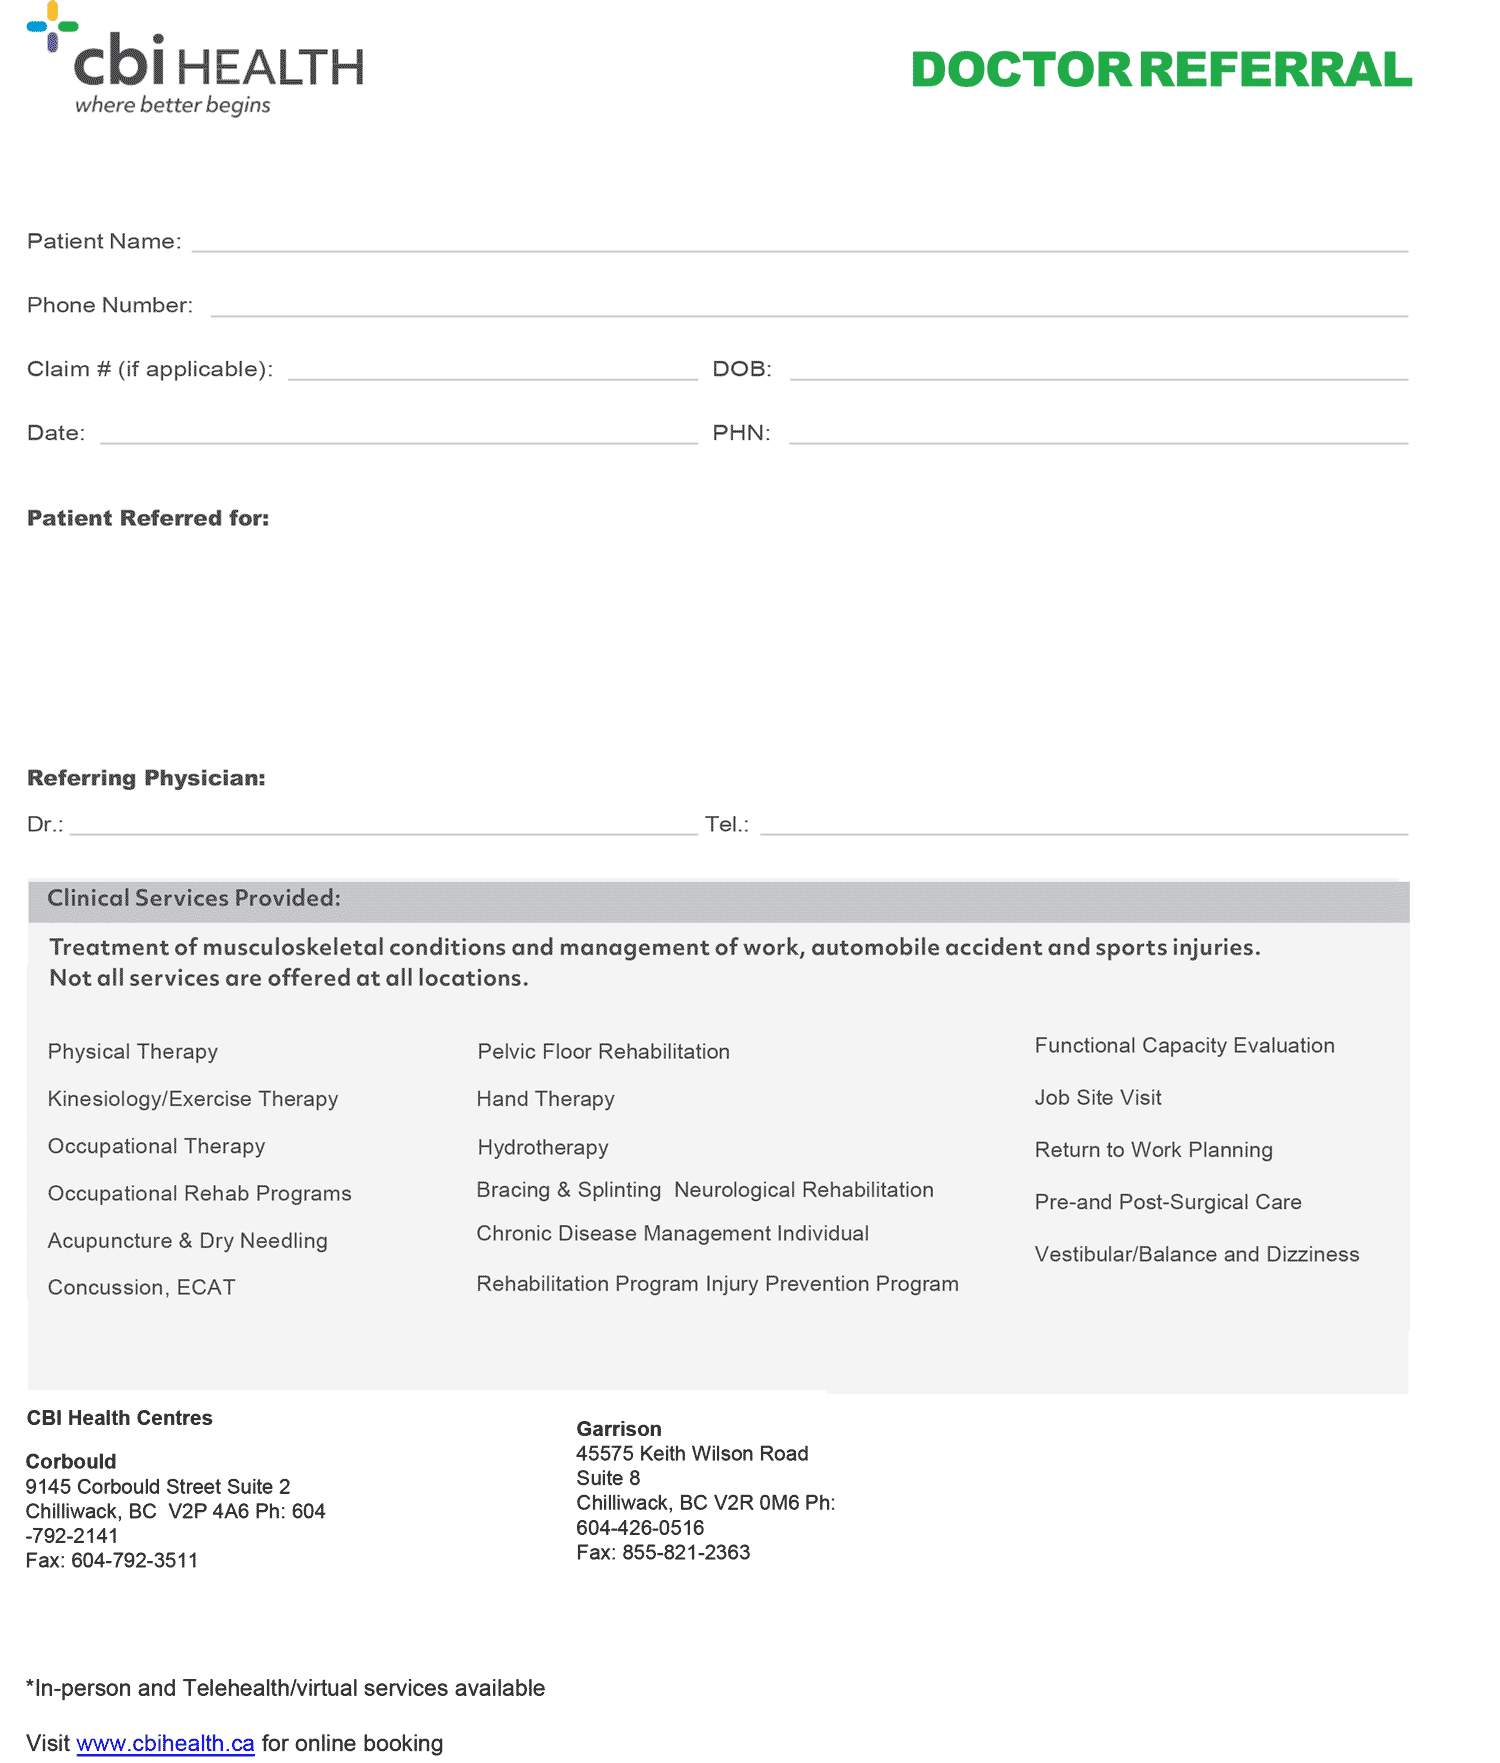 cbi HEALTH
where better begins
DOCTOR REFERRAL
Patient Name:
Phone Number:
Claim # (if applicable):
DOB:
Date:
PHN:
Patient Referred for:
Referring Physician:
Dr.:
Tel.:
Clinical Services Provided:
Treatment of musculoskeletal conditions and management of work, automobile accident and sports injuries.
Not all services are offered at all locations.
Physical Therapy
Kinesiology/Exercise Therapy
Occupational Therapy
Occupational Rehab Programs
Acupuncture & Dry Needling
Concussion, ECAT
Pelvic Floor Rehabilitation
Hand Therapy
Hydrotherapy
Bracing & Splinting  Neurological Rehabilitation
Chronic Disease Management Individual
Rehabilitation Program Injury Prevention Program
Functional Capacity Evaluation
Job Site Visit
Return to Work Planning
Pre-and Post-Surgical Care
Vestibular/Balance and Dizziness
CBI Health Centres
Corbould
9145 Corbould Street Suite 2
Chilliwack, BC  V2P 4A6 Ph: 604
-792-2141
Fax: 604-792-3511
Garrison
45575 Keith Wilson Road
Suite 8
Chilliwack, BC V2R 0M6 Ph:
604-426-0516
Fax: 855-821-2363
*In-person and Telehealth/virtual services available
Visit www.cbihealth.ca for online booking